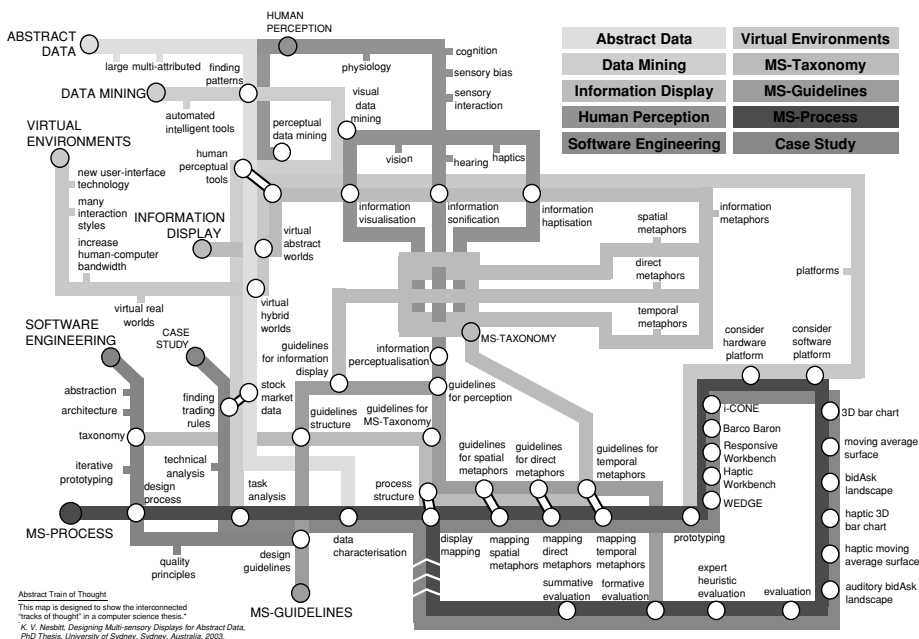 HUMAN
PERCEPTION
ABSTRACT
DATA
large multi-attributed
finding
patterns
physiology
cognition
sensory bias
sensory
interaction
Abstract Data
Virtual Environments
Data Mining
MS-Taxonomy
Information Display
MS-Guidelines
Human Perception
MS-Process
Software Engineering
Case Study
DATA MINING
automated
intelligent tools
visual
data
mining
perceptual
data mining
VIRTUAL
ENVIRONMENTS
human
perceptual
tools
vision
hearing
haptics
new user-interface
technology
many
interaction
styles
increase
human-computer
bandwidth
INFORMATION
DISPLAY
virtual
abstract
worlds
information
visualisation
information
sonification
information
haptisation
spatial
metaphors
direct
metaphors
temporal
metaphors
information
metaphors
platforms
virtual real
worlds
virtual
hybrid
worlds
SOFTWARE
ENGINEERING
CASE
STUDY
guidelines
for information
display
information
perceptualisation
MS-TAXONOMY
consider
hardware
platform
consider
software
platform
abstraction
architecture
taxonomy
iterative
prototyping
finding
trading
rules
stock
market
data
guidelines
structure
guidelines for
MS-Taxonomy
guidelines
for perception
technical
analysis
design
process
task
analysis
process
structure
guidelines
for spatial
metaphors
guidelines
for direct
metaphors
guidelines for
temporal
metaphors
i-CONE
Barco Baron
Responsive
Workbench
Haptic
Workbench
WEDGE
3D bar chart
moving average
surface
bidAsk
landscape
haptic 3D
bar chart
haptic moving
average surface
auditory bidAsk
landscape
MS-PROCESS
quality
principles
design
guidelines
data
characterisation
display
mapping
mapping
spatial
metaphors
mapping
direct
metaphors
mapping
temporal
metaphors
prototyping
MS-GUIDELINES
summative
evaluation
formative
evaluation
expert
heuristic
evaluation
evaluation
Abstract Train of Thought
This map is designed to show the interconnected
"tracks of thought" in a computer science thesis.*
* K. V. Nesbitt, Designing Multi-sensory Displays for Abstract Data,
PhD Thesis, University of Sydney, Sydney, Australia, 2003.